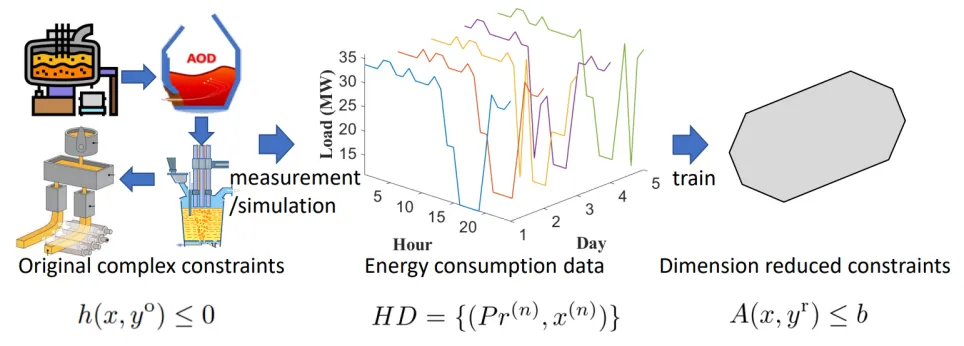 AOD
measurement
/simulation
Load (MW)
35
30
25
20
15
5 10 15 20
Hour
1 2 3 4 5
Day
train
Original complex constraints
Energy consumption data
Dimension reduced constraints
h(x, y^o) ≤ 0
HD = {(Pr^(n), x^(n))}
A(x, y^r) ≤ b